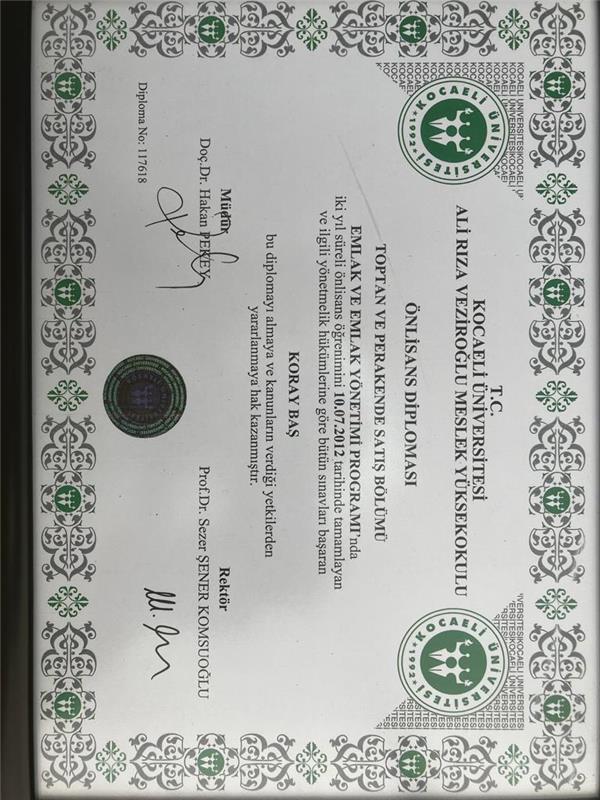 T.C.
KOCAELİ ÜNİVERSİTESİ
ALİ RIZA VEZİROĞLU MESLEK YÜKSEKOKULU
KOCAELİ ÜNİVERSİTESİ
*1992*
KOCAELİ ÜNİVERSİTESİ
*1992*
ÖNLİSANS DİPLOMASI
TOPTAN VE PERAKENDE SATIŞ BÖLÜMÜ
EMLAK VE EMLAK YÖNETİMİ PROGRAMI'nda
iki yıl süreli önlisans öğrenimini 10.07.2012 tarihinde tamamlayan
ve ilgili yönetmelik hükümlerine göre bütün sınavları başaran
KORAY BAŞ
bu diplomayı almaya ve kanunların verdiği yetkilerden
yararlanmaya hak kazanmıştır.
Müdür
Doç.Dr. Hakan PEKEY
Rektör
Prof.Dr. Sezer ŞENER KOMSUOĞLU
Diploma No: 117618